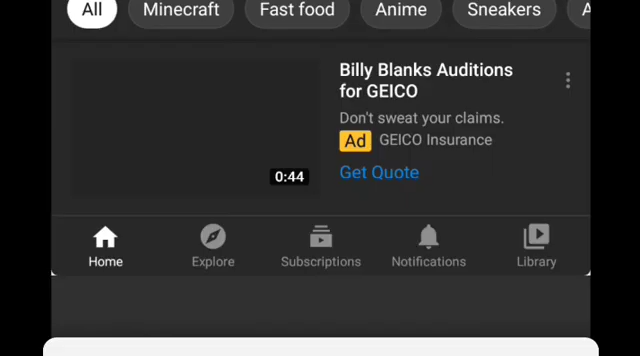 All Minecraft Fast food Anime Sneakers
Billy Blanks Auditions
for GEICO
Don't sweat your claims.
Ad GEICO Insurance
0:44
Get Quote
Home Explore Subscriptions Notifications Library